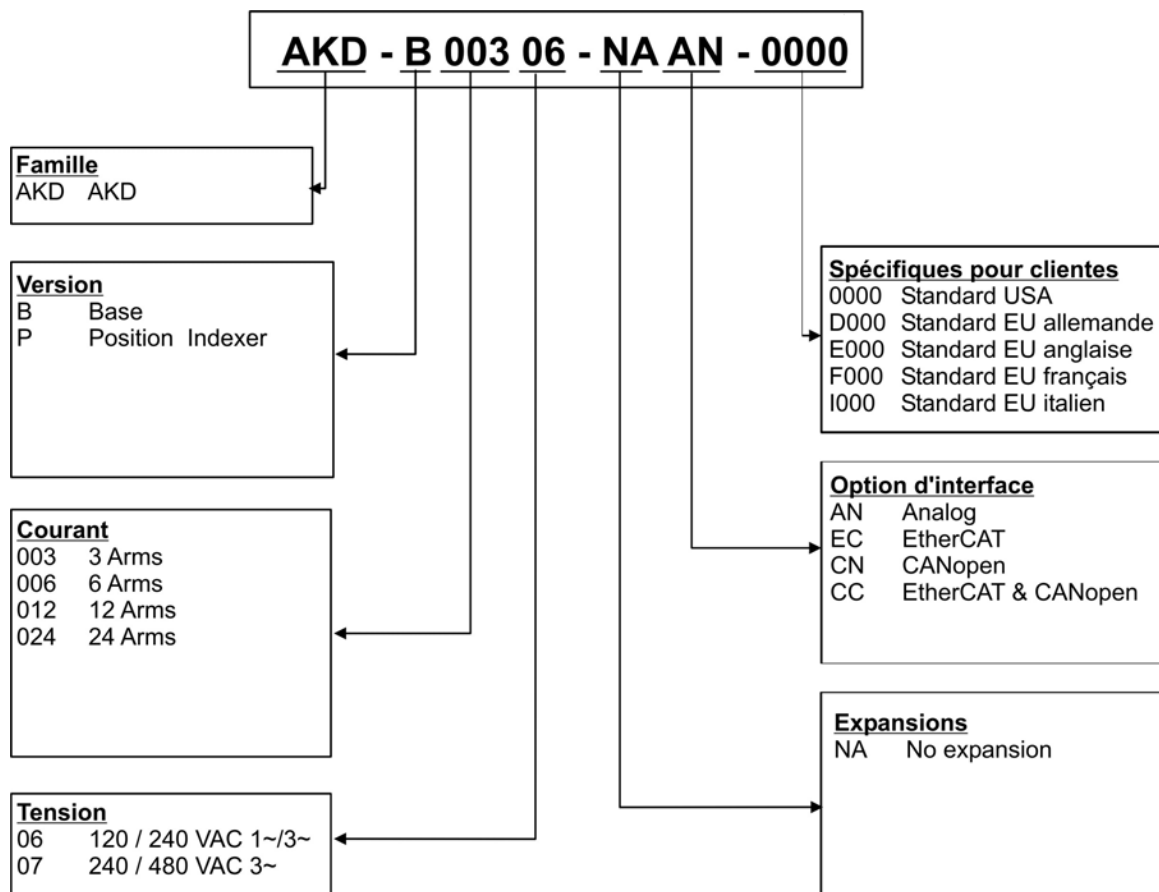 AKD - B 003 06 - NA AN - 0000
Famille
AKD AKD
Version
B Base
P Position Indexer
Courant
003 3 Arms
006 6 Arms
012 12 Arms
024 24 Arms
Tension
06 120 / 240 VAC 1~/3~
07 240 / 480 VAC 3~
Spécifiques pour clientes
0000 Standard USA
D000 Standard EU allemande
E000 Standard EU anglaise
F000 Standard EU français
I000 Standard EU italien
Option d'interface
AN Analog
EC EtherCAT
CN CANopen
CC EtherCAT & CANopen
Expansions
NA No expansion